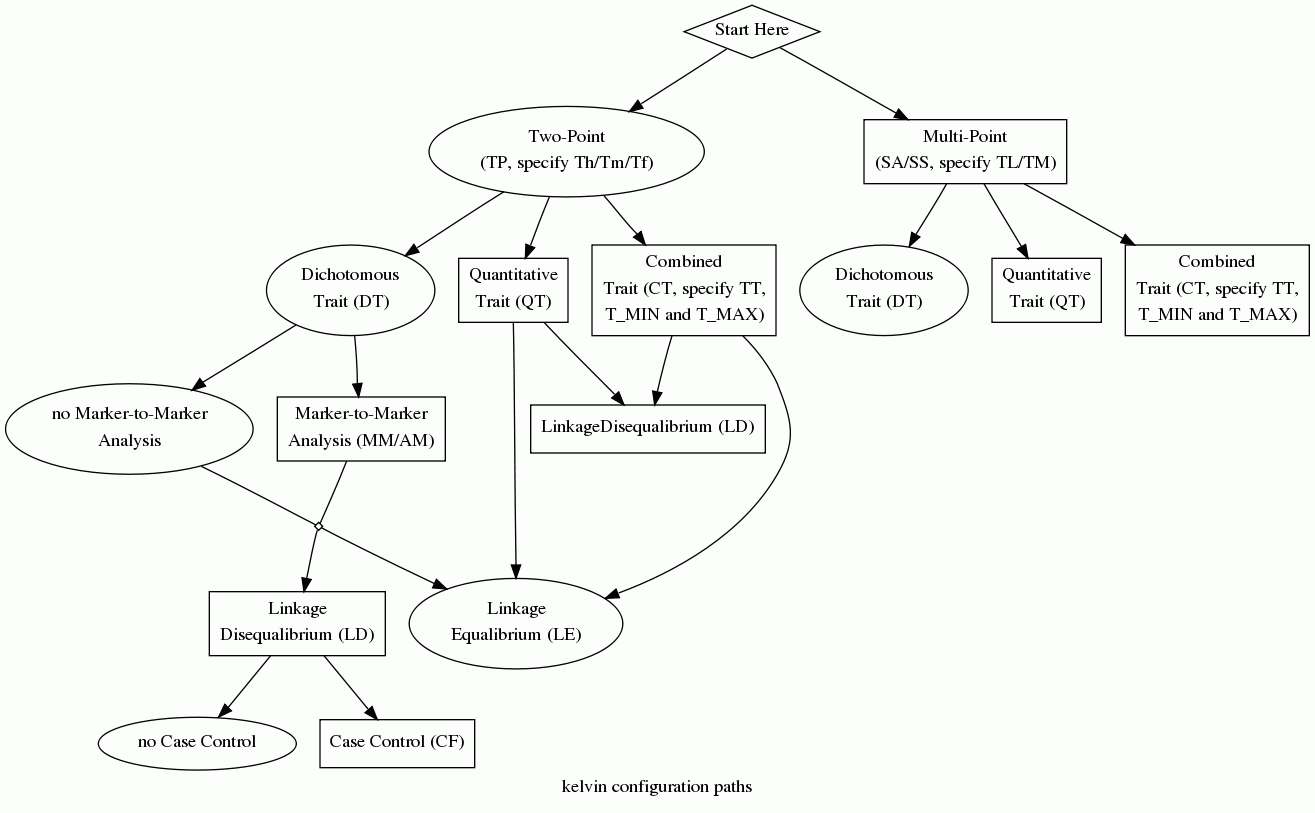 Start Here
Two-Point
(TP, specify Th/Tm/Tf)
Multi-Point
(SA/SS, specify TL/TM)
Dichotomous
Trait (DT)
Quantitative
Trait (QT)
Combined
Trait (CT, specify TT,
T_MIN and T_MAX)
Dichotomous
Trait (DT)
Quantitative
Trait (QT)
Combined
Trait (CT, specify TT,
T_MIN and T_MAX)
no Marker-to-Marker
Analysis
Marker-to-Marker
Analysis (MM/AM)
LinkageDisequalibrium (LD)
Linkage
Disequalibrium (LD)
Linkage
Equalibrium (LE)
no Case Control
Case Control (CF)
kelvin configuration paths